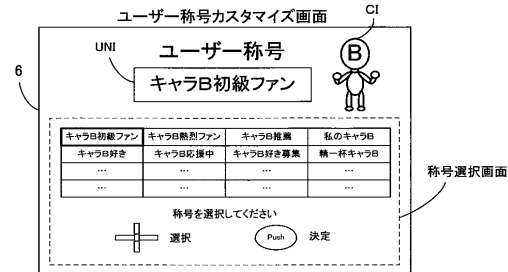 ユーザー称号カスタマイズ画面
CI
UNI
ユーザー称号
B
6
キャラB初級ファン
キャラB初級ファン キャラB熱烈ファン キャラB推薦 私のキャラB
キャラB好き キャラB応援中 キャラB好き募集 精一杯キャラB
… … … …
… … … …
称号選択画面
称号を選択してください
選択 Push 決定